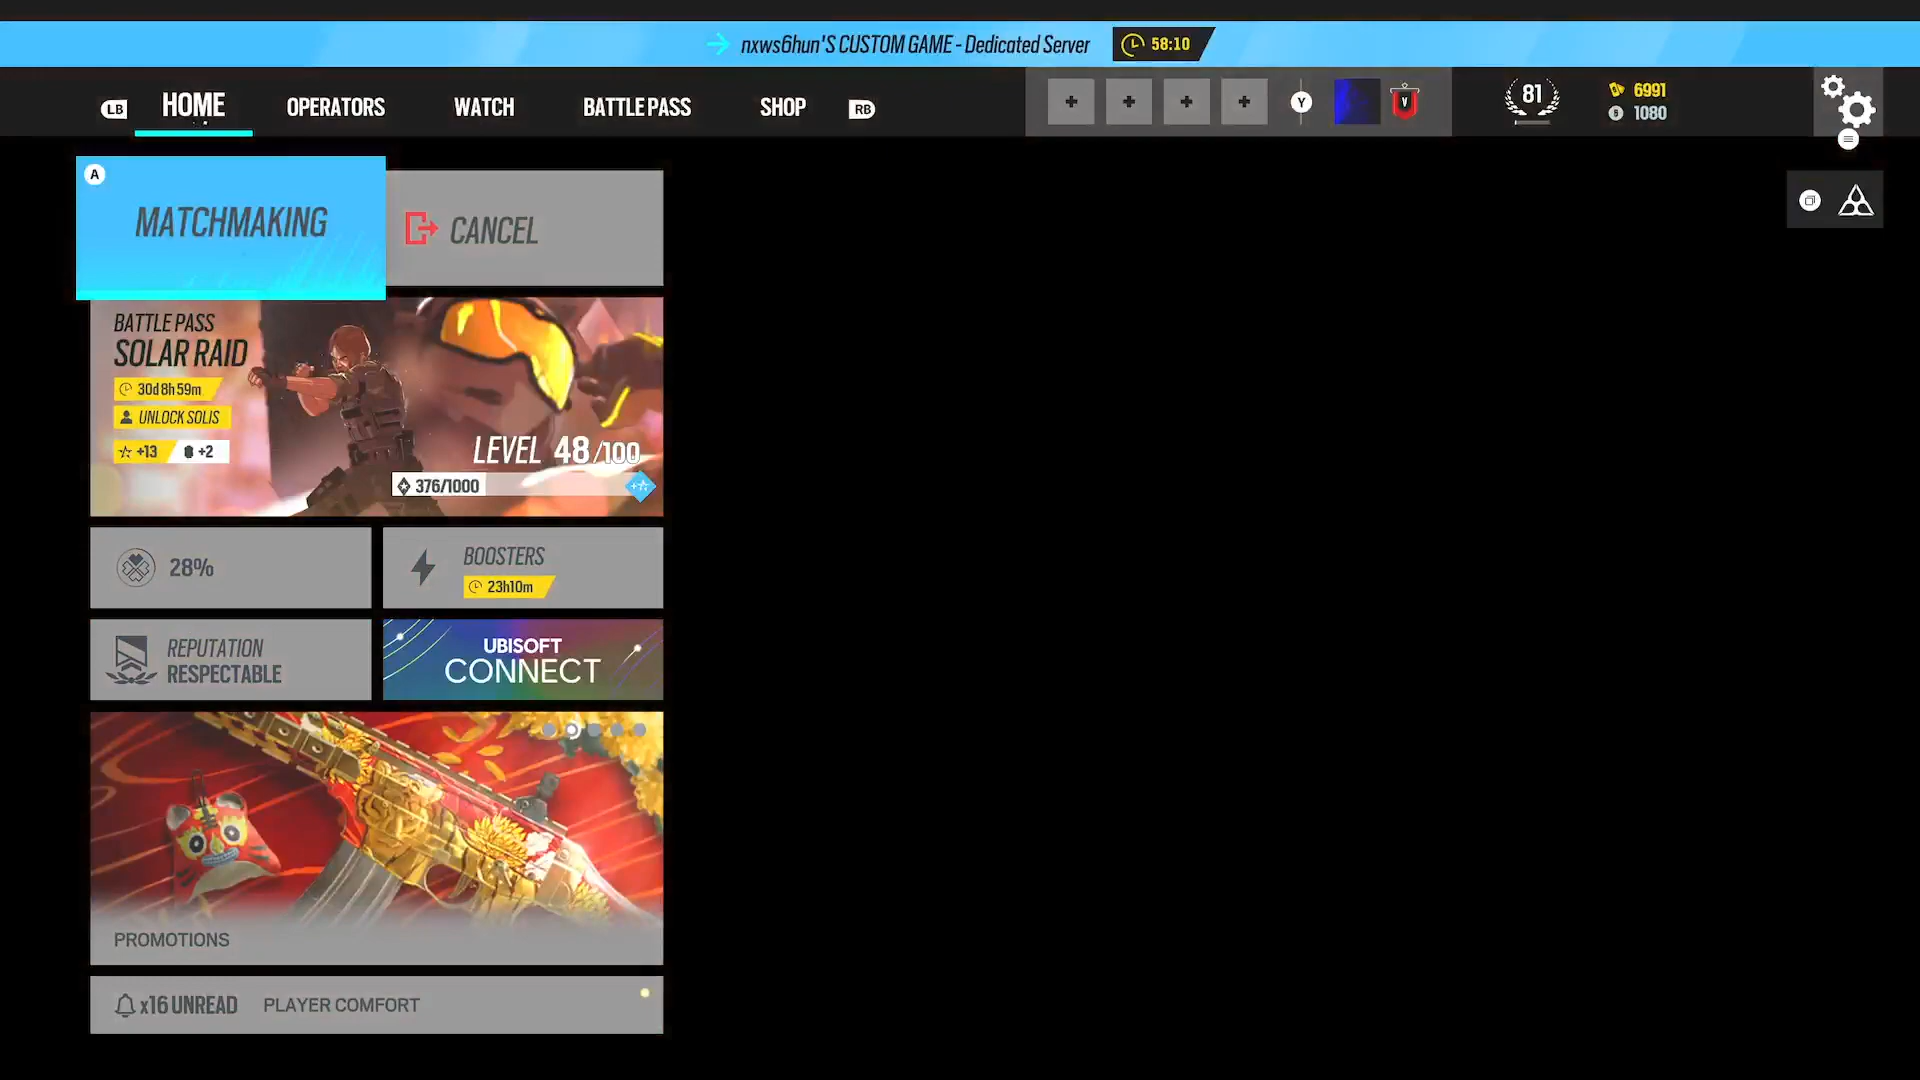 nxws6hun'S CUSTOM GAME - Dedicated Server 58:10
LB HOME OPERATORS WATCH BATTLE PASS SHOP RB
Y
V
81
6991
1080
A
MATCHMAKING
CANCEL
BATTLE PASS
SOLAR RAID
30d 8h 59m
UNLOCK SOLIS
+13 +2
LEVEL 48/100
376/1000
28%
BOOSTERS
23h10m
REPUTATION
RESPECTABLE
UBISOFT
CONNECT
PROMOTIONS
x16 UNREAD PLAYER COMFORT